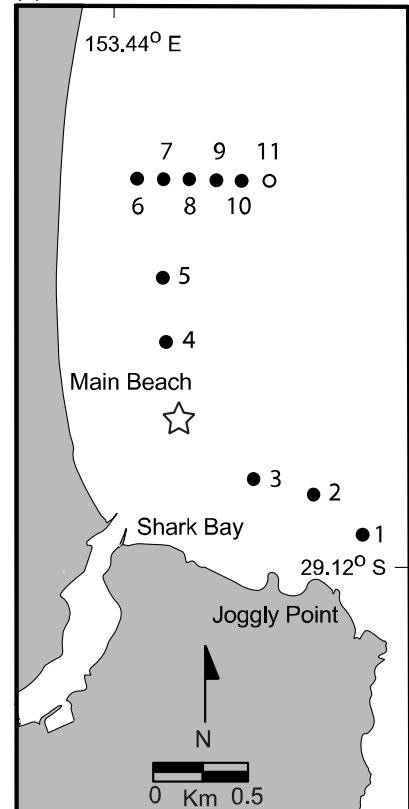 153.44° E
7 9 11
6 8 10
5
4
Main Beach
3
2
1
Shark Bay
29.12° S
Joggly Point
N
0 Km 0.5